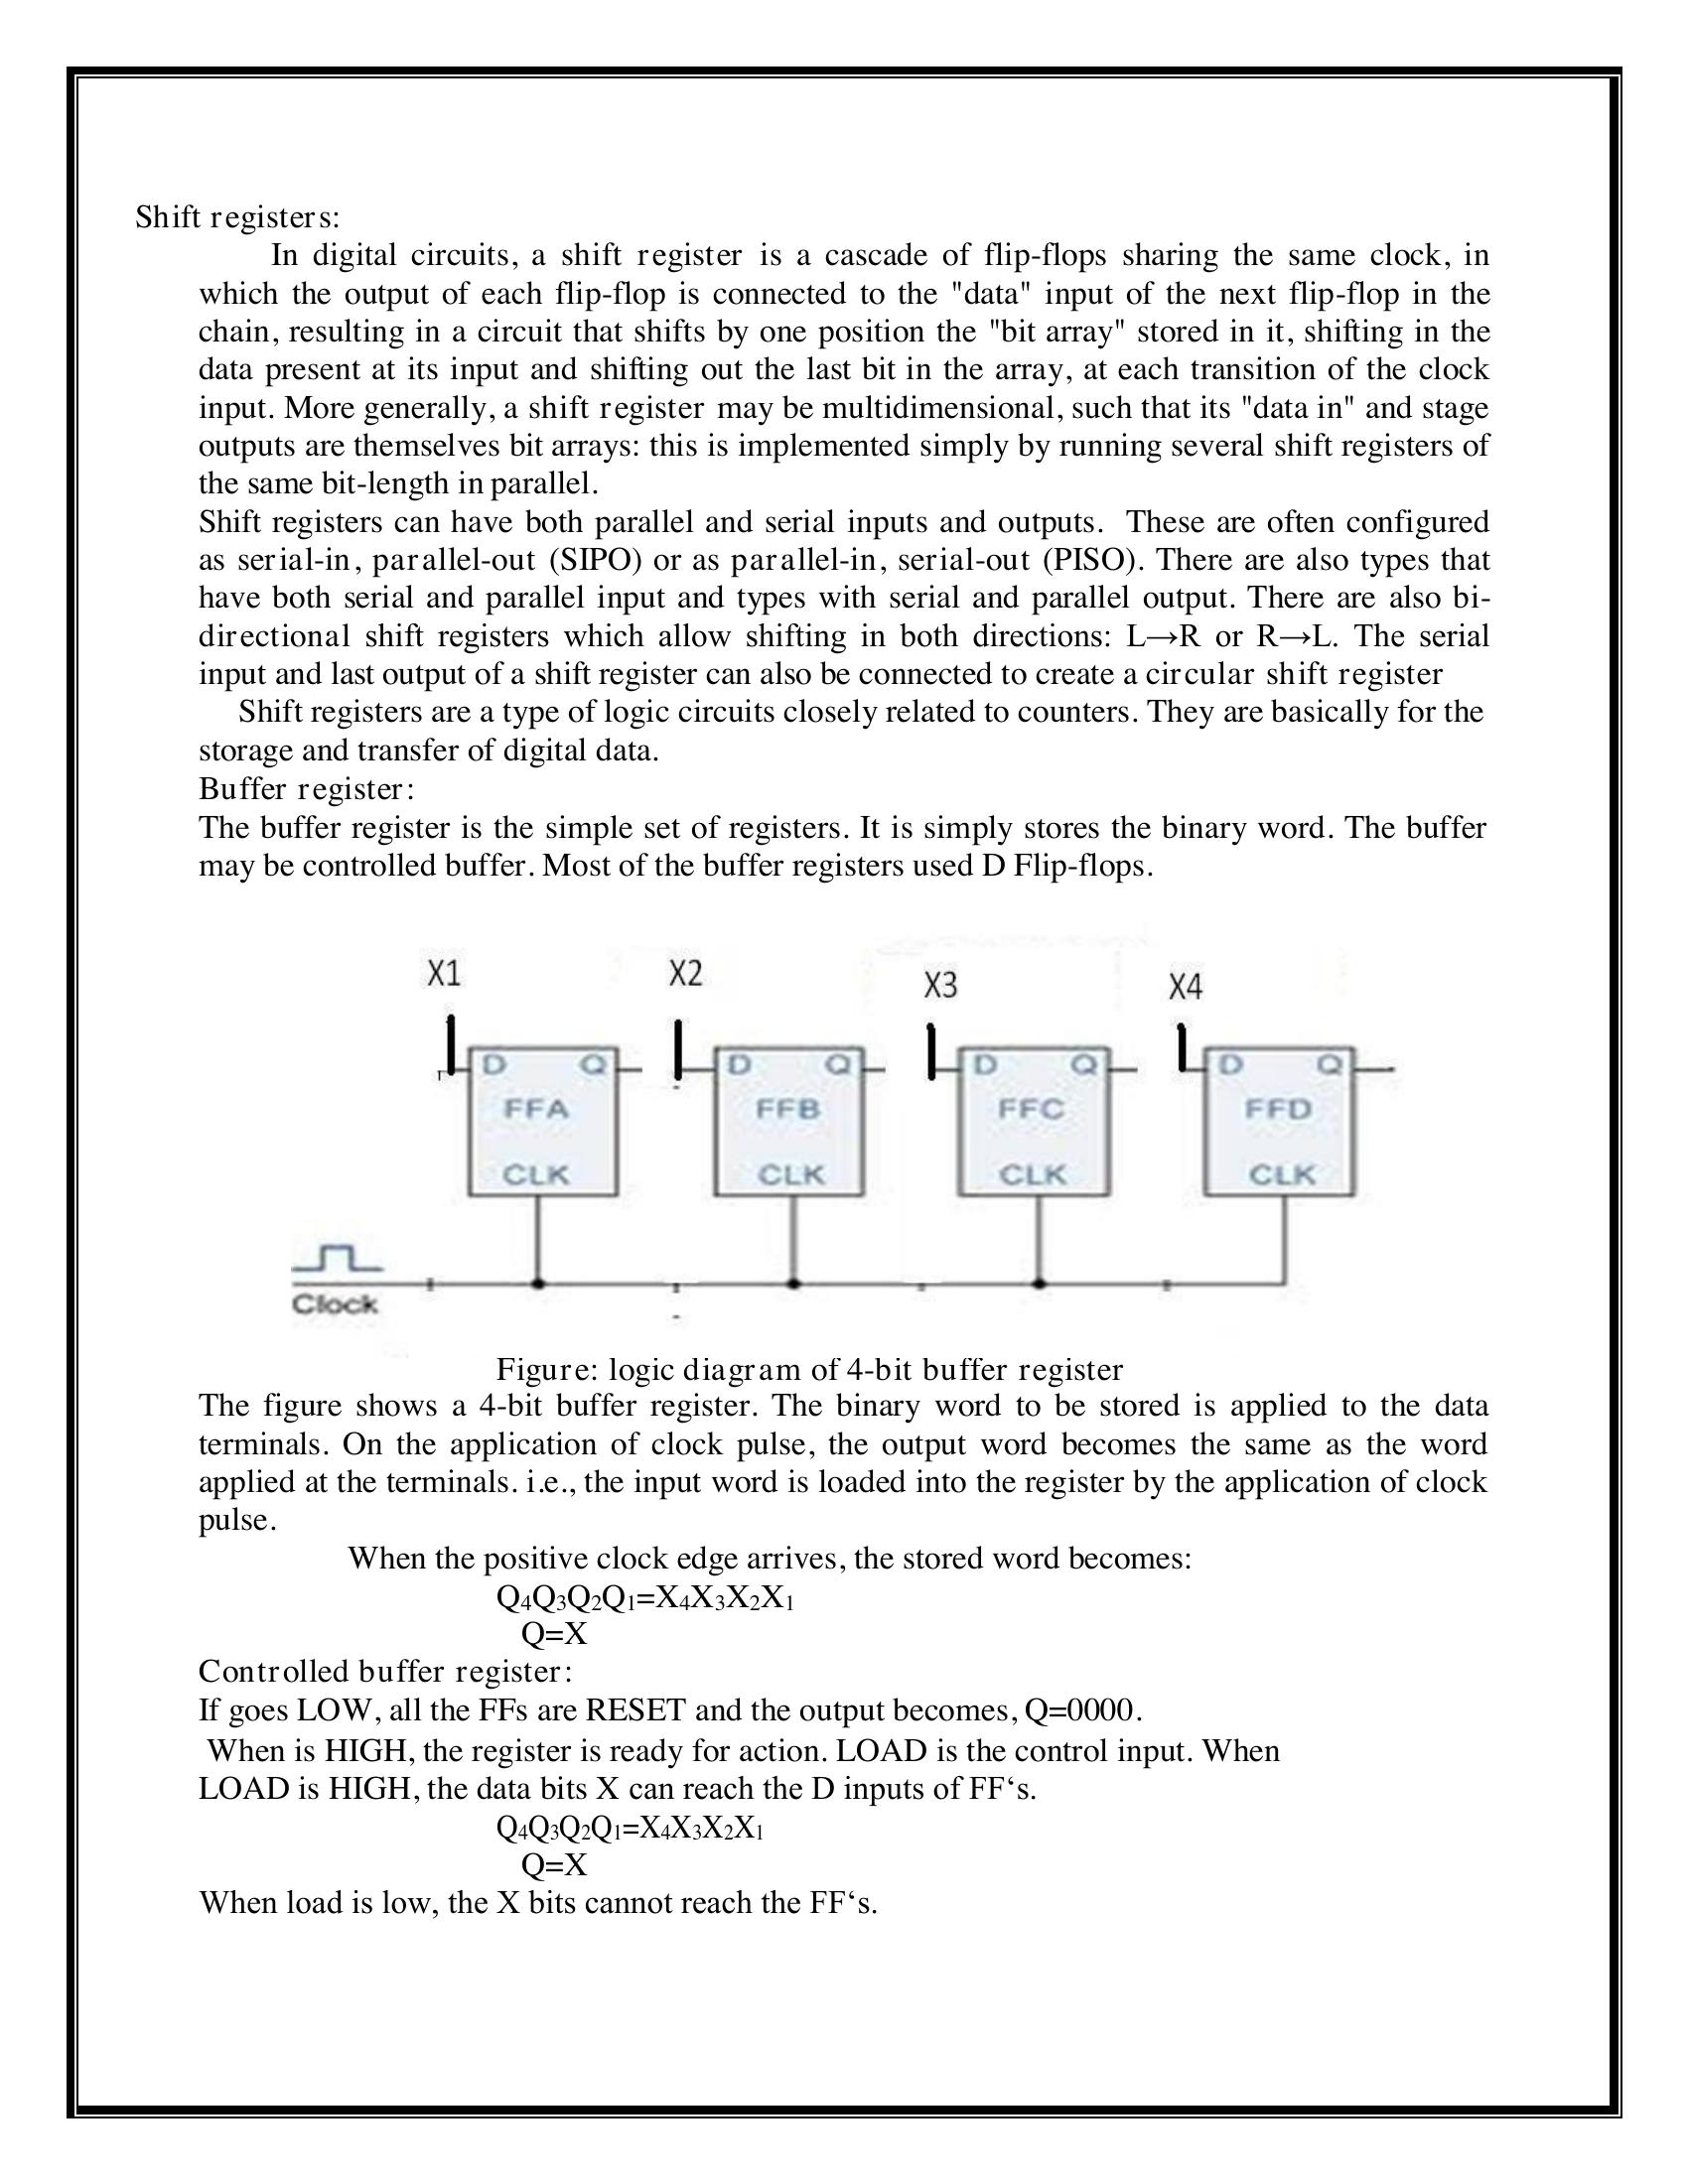 Shift registers:
In digital circuits, a shift register is a cascade of flip-flops sharing the same clock, in
which the output of each flip-flop is connected to the "data" input of the next flip-flop in the
chain, resulting in a circuit that shifts by one position the "bit array" stored in it, shifting in the
data present at its input and shifting out the last bit in the array, at each transition of the clock
input. More generally, a shift register may be multidimensional, such that its "data in" and stage
outputs are themselves bit arrays: this is implemented simply by running several shift registers of
the same bit-length in parallel.
Shift registers can have both parallel and serial inputs and outputs. These are often configured
as serial-in, parallel-out (SIPO) or as parallel-in, serial-out (PISO). There are also types that
have both serial and parallel input and types with serial and parallel output. There are also bi-
directional shift registers which allow shifting in both directions: L→R or R→L. The serial
input and last output of a shift register can also be connected to create a circular shift register
Shift registers are a type of logic circuits closely related to counters. They are basically for the
storage and transfer of digital data.
Buffer register:
The buffer register is the simple set of registers. It is simply stores the binary word. The buffer
may be controlled buffer. Most of the buffer registers used D Flip-flops.
X1 X2 X3 X4
D Q D Q D Q D Q
FFA FFB FFC FFD
CLK CLK CLK CLK
Clock
Figure: logic diagram of 4-bit buffer register
The figure shows a 4-bit buffer register. The binary word to be stored is applied to the data
terminals. On the application of clock pulse, the output word becomes the same as the word
applied at the terminals. i.e., the input word is loaded into the register by the application of clock
pulse.
When the positive clock edge arrives, the stored word becomes:
Q₄Q₃Q₂Q₁=X₄X₃X₂X₁
Q=X
Controlled buffer register:
If goes LOW, all the FFs are RESET and the output becomes, Q=0000.
When is HIGH, the register is ready for action. LOAD is the control input. When
LOAD is HIGH, the data bits X can reach the D inputs of FF‘s.
Q₄Q₃Q₂Q₁=X₄X₃X₂X₁
Q=X
When load is low, the X bits cannot reach the FF‘s.